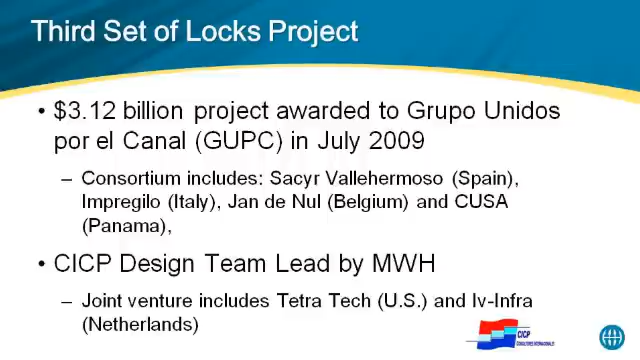 Third Set of Locks Project
• $3.12 billion project awarded to Grupo Unidos
por el Canal (GUPC) in July 2009
– Consortium includes: Sacyr Vallehermoso (Spain),
Impregilo (Italy), Jan de Nul (Belgium) and CUSA
(Panama),
• CICP Design Team Lead by MWH
– Joint venture includes Tetra Tech (U.S.) and Iv-Infra
(Netherlands)
CICP
CONSULTORES INTERNACIONALES